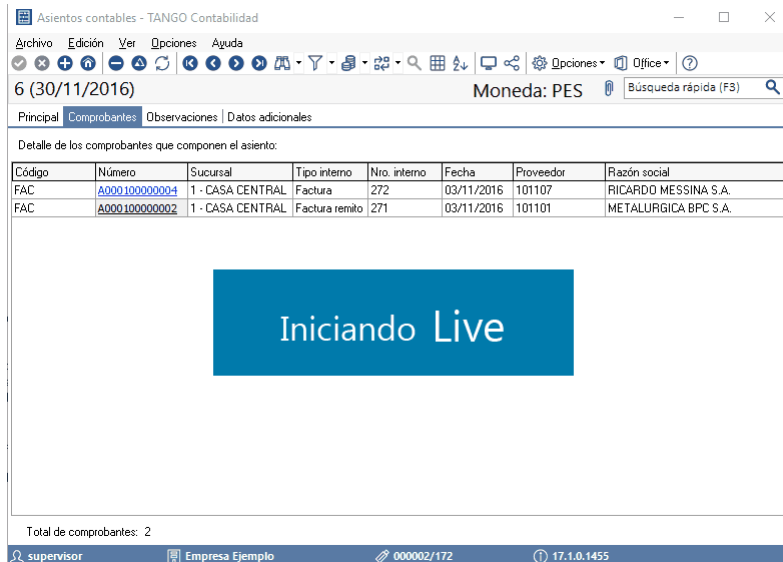 Asientos contables - TANGO Contabilidad
Archivo Edición Ver Opciones Ayuda
Opciones Office
6 (30/11/2016) Moneda: PES Búsqueda rápida (F3)
Principal Comprobantes Observaciones Datos adicionales
Detalle de los comprobantes que componen el asiento:
Código Número Sucursal Tipo interno Nro. interno Fecha Proveedor Razón social
FAC A000100000004 1 - CASA CENTRAL Factura 272 03/11/2016 101107 RICARDO MESSINA S.A.
FAC A000100000002 1 - CASA CENTRAL Factura remito 271 03/11/2016 101101 METALURGICA BPC S.A.
Iniciando Live
Total de comprobantes: 2
supervisor Empresa Ejemplo 000002/172 17.1.0.1455